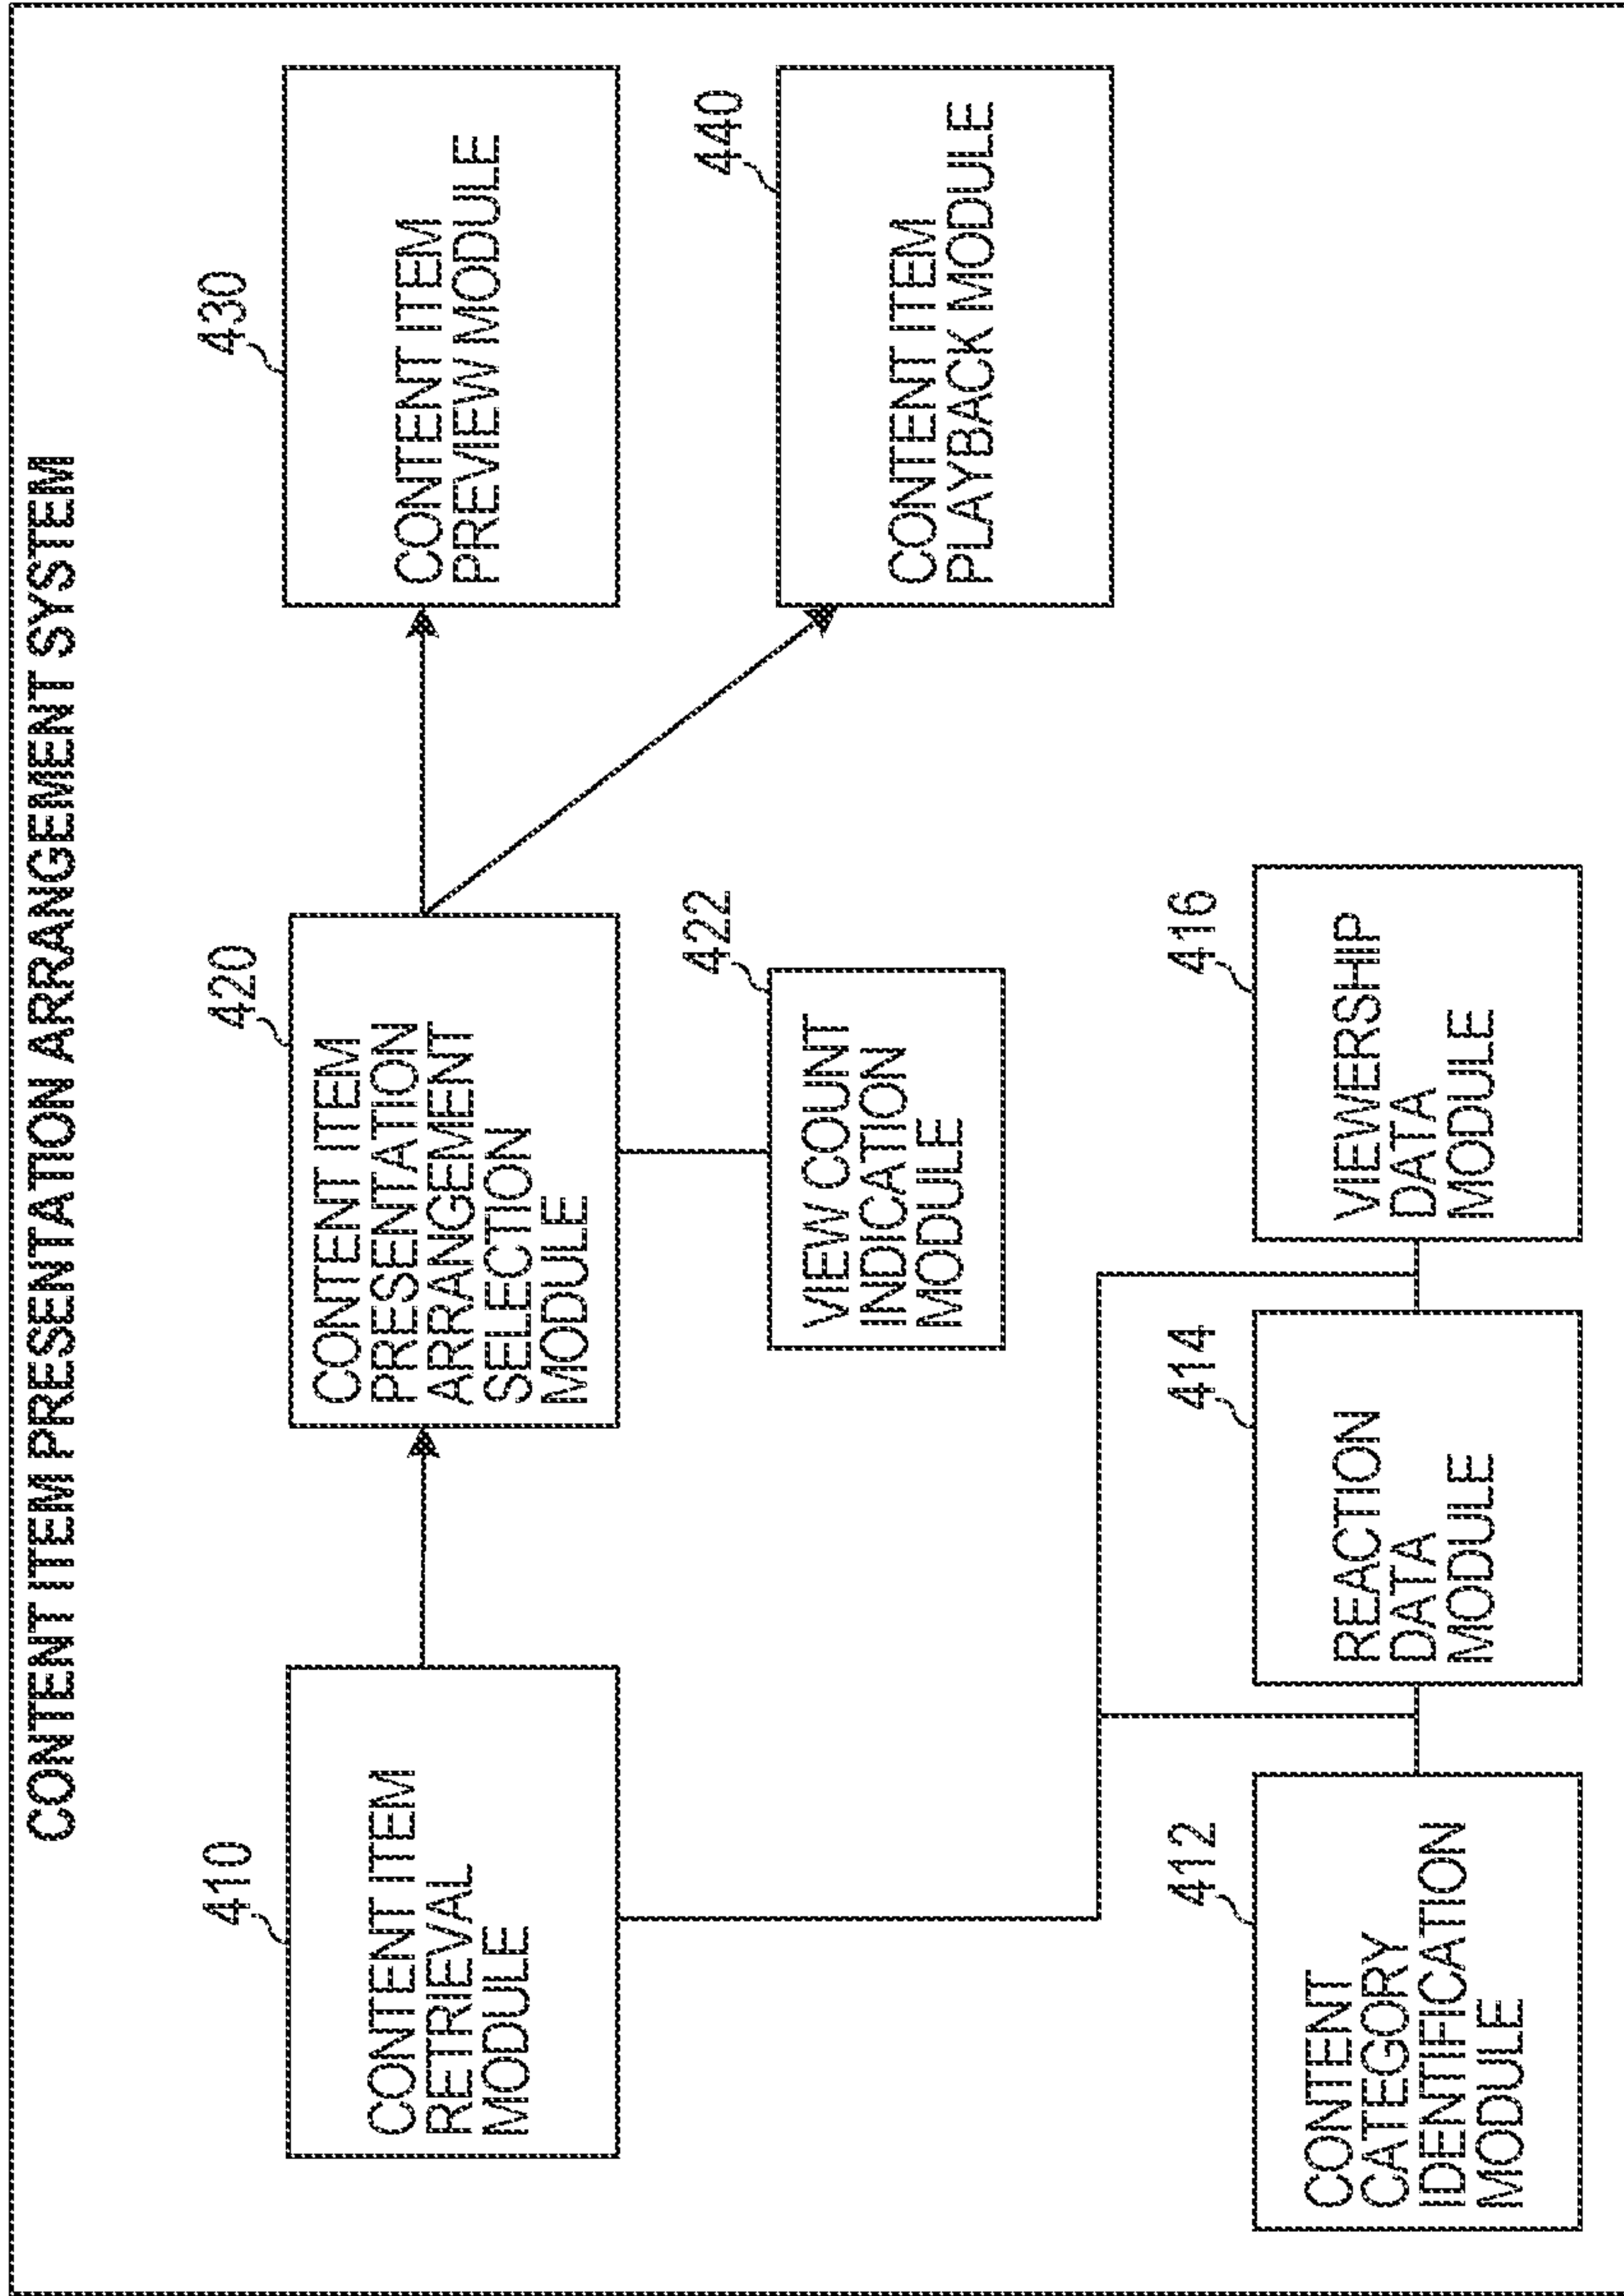 CONTENT ITEM PRESENTATION ARRANGEMENT SYSTEM
410
CONTENT ITEM
RETRIEVAL
MODULE
420
CONTENT ITEM
PRESENTATION
ARRANGEMENT
SELECTION
MODULE
430
CONTENT ITEM
PREVIEW MODULE
422
VIEW COUNT
INDICATION
MODULE
440
CONTENT ITEM
PLAYBACK MODULE
412
CONTENT
CATEGORY
IDENTIFICATION
MODULE
414
REACTION
DATA
MODULE
416
VIEWERSHIP
DATA
MODULE